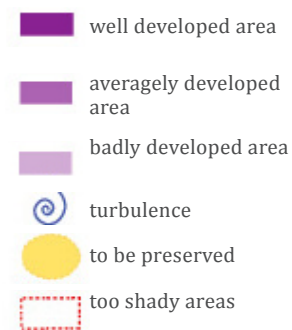 well developed area
averagely developed
area
badly developed area
turbulence
to be preserved
too shady areas